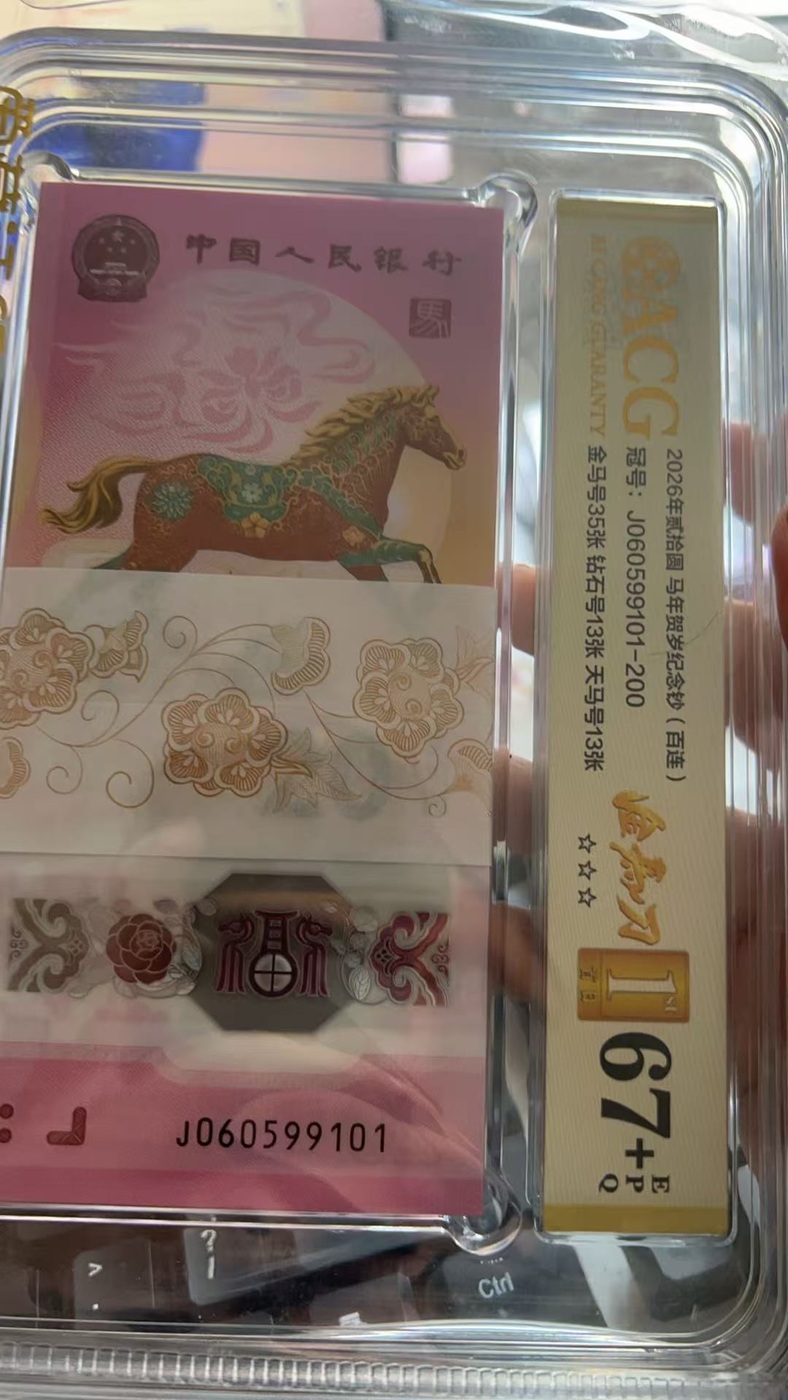 中国人民银行
馬
J060599101
ACG
GUARANTY
2026年贰拾圆 马年贺岁纪念钞（百连）
冠号：J060599101-200
金马号35张 钻石号13张 天马号13张
☆☆☆
1st
首日
67+
E
P
Q
?
Ctrl